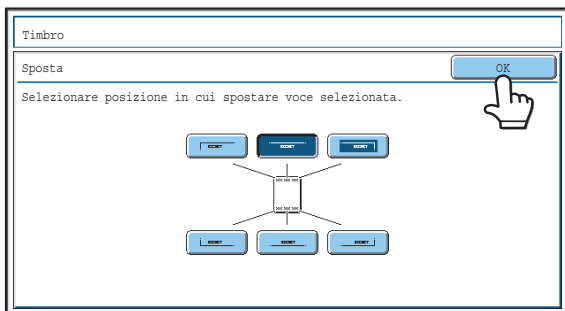 Timbro
Sposta
OK
Selezionare posizione in cui spostare voce selezionata.